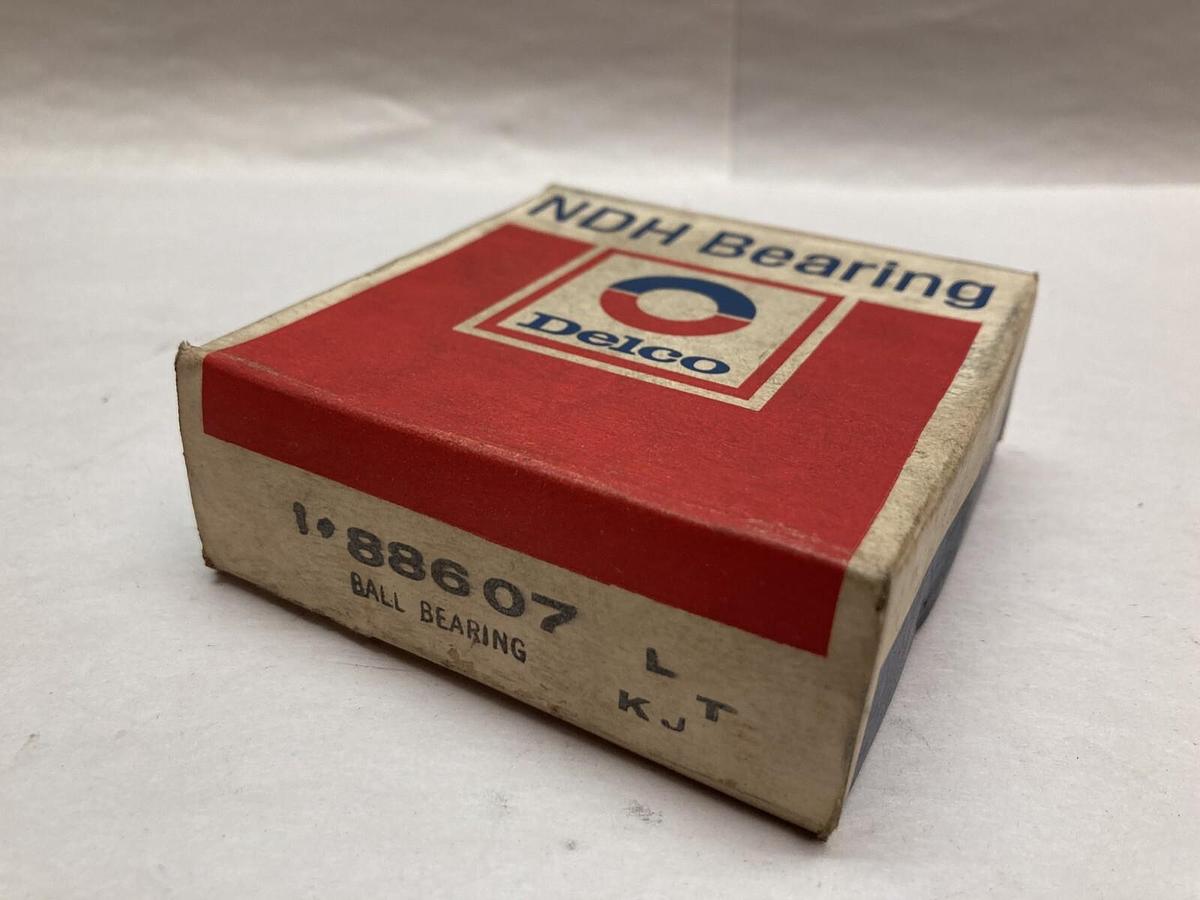 NDH Bearing
Delco
1•88607
BALL BEARING
L
KJT